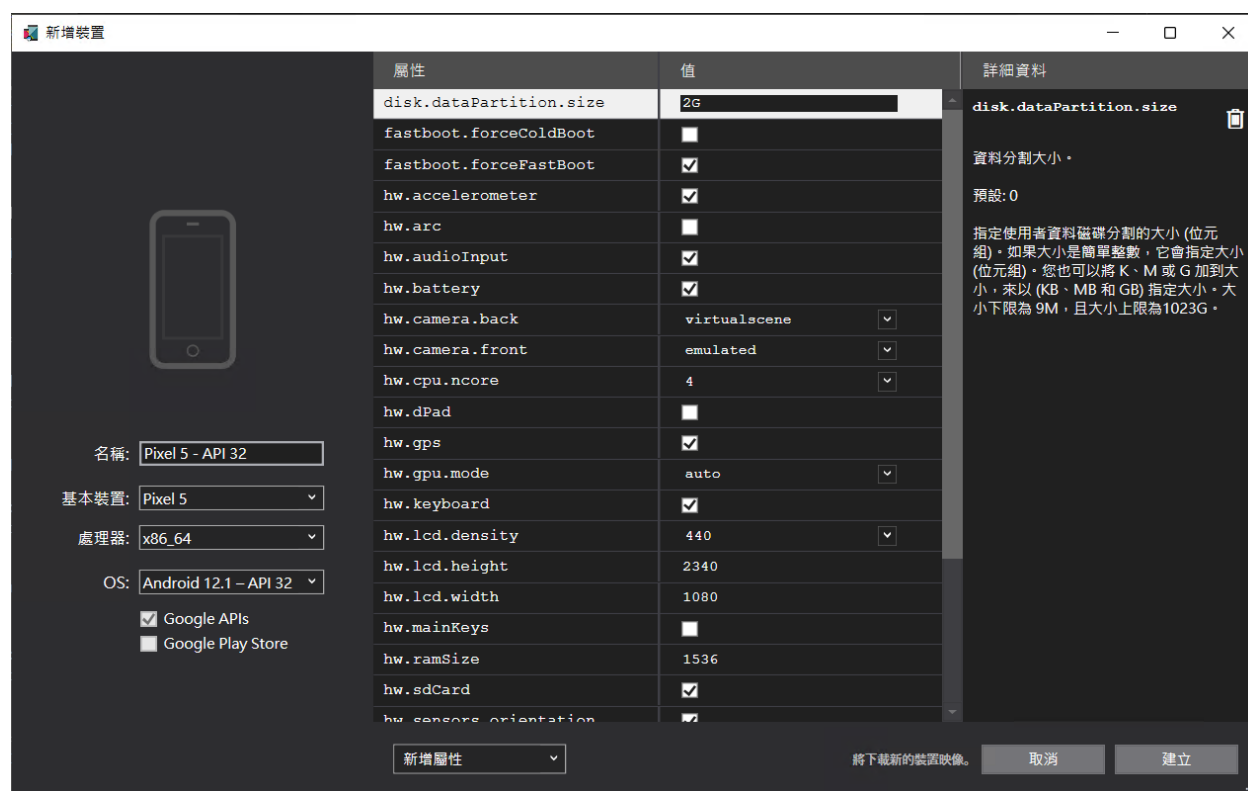 新增裝置
屬性 值 詳細資料
disk.dataPartition.size 2G
fastboot.forceColdBoot
fastboot.forceFastBoot
hw.accelerometer
hw.arc
hw.audioInput
hw.battery
hw.camera.back virtualscene
hw.camera.front emulated
hw.cpu.ncore 4
hw.dPad
hw.gps
hw.gpu.mode auto
hw.keyboard
hw.lcd.density 440
hw.lcd.height 2340
hw.lcd.width 1080
hw.mainKeys
hw.ramSize 1536
hw.sdCard
hw.sensors.orientation
disk.dataPartition.size
資料分割大小。
預設: 0
指定使用者資料磁碟分割的大小 (位元
組)。如果大小是簡單整數，它會指定大小
(位元組)。您也可以將 K、M 或 G 加到大
小，來以 (KB、MB 和 GB) 指定大小。大
小下限為 9M，且大小上限為1023G。
名稱: Pixel 5 - API 32
基本裝置: Pixel 5
處理器: x86_64
OS: Android 12.1 – API 32
Google APIs
Google Play Store
新增屬性
將下載新的裝置映像。
取消
建立